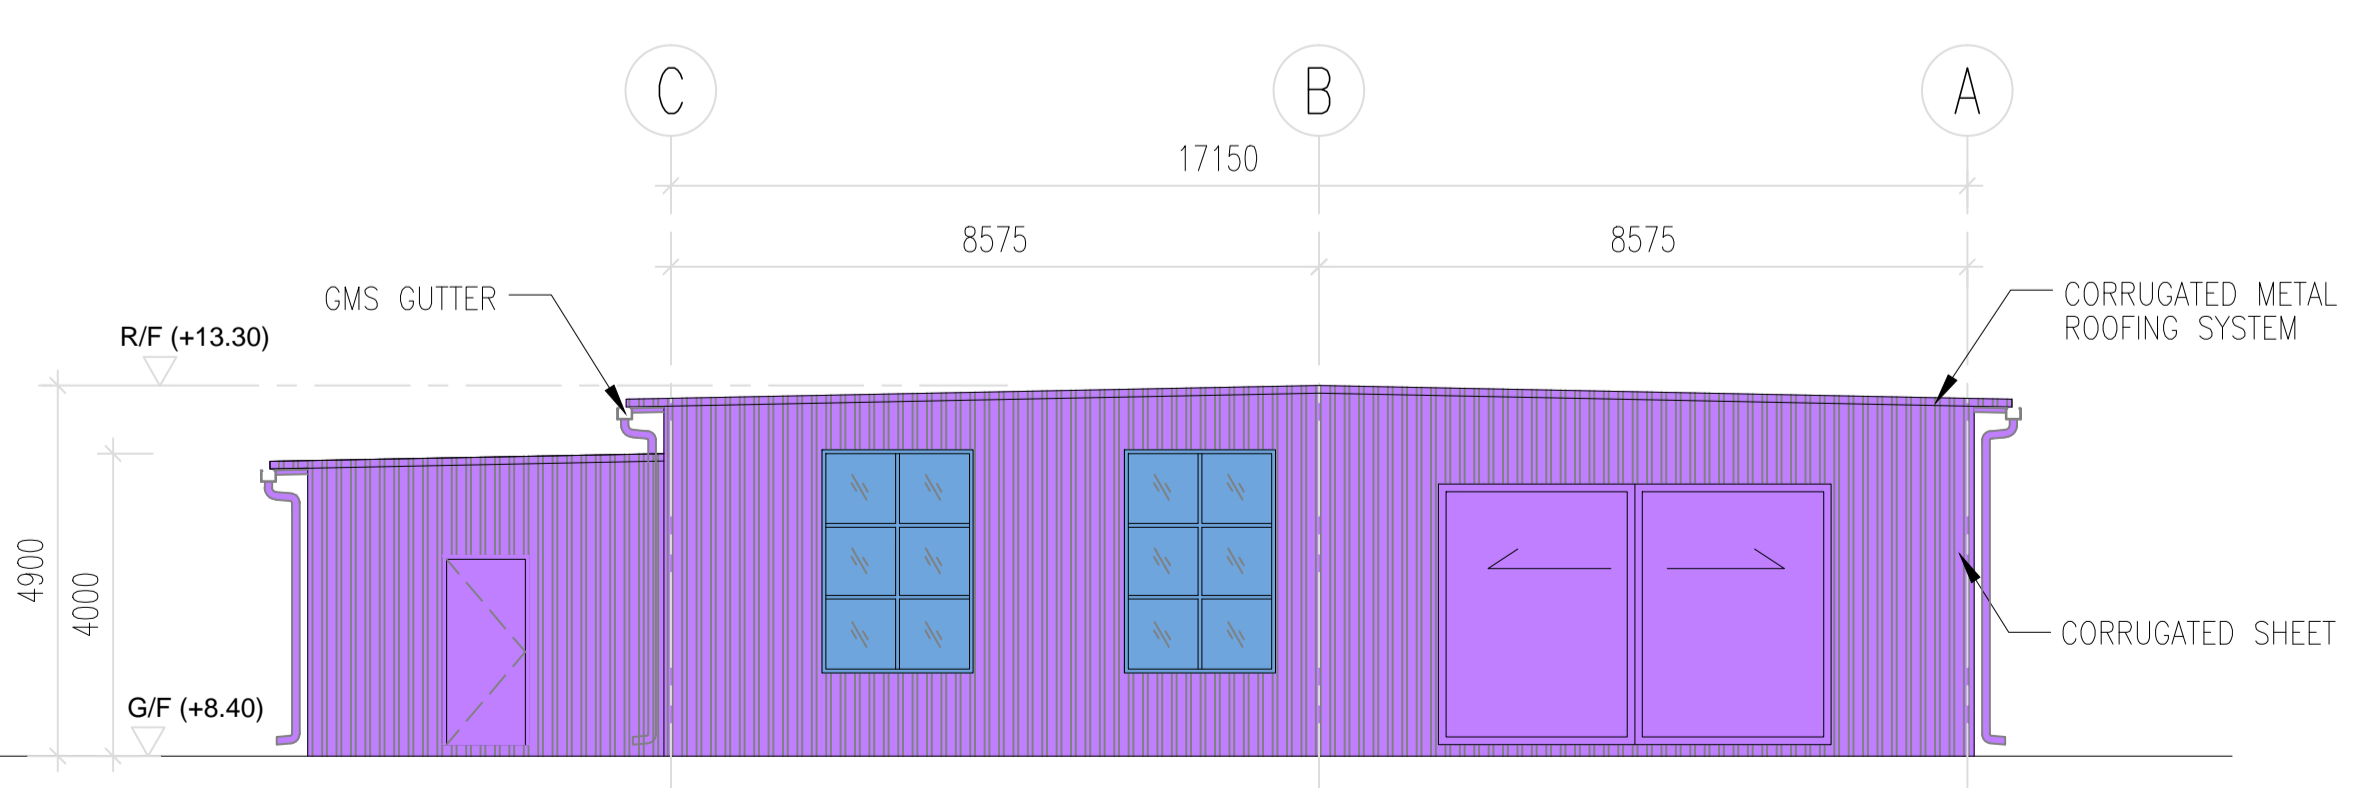 C
B
A
17150
8575
8575
GMS GUTTER
CORRUGATED METAL
ROOFING SYSTEM
R/F (+13.30)
4900
4000
G/F (+8.40)
CORRUGATED SHEET